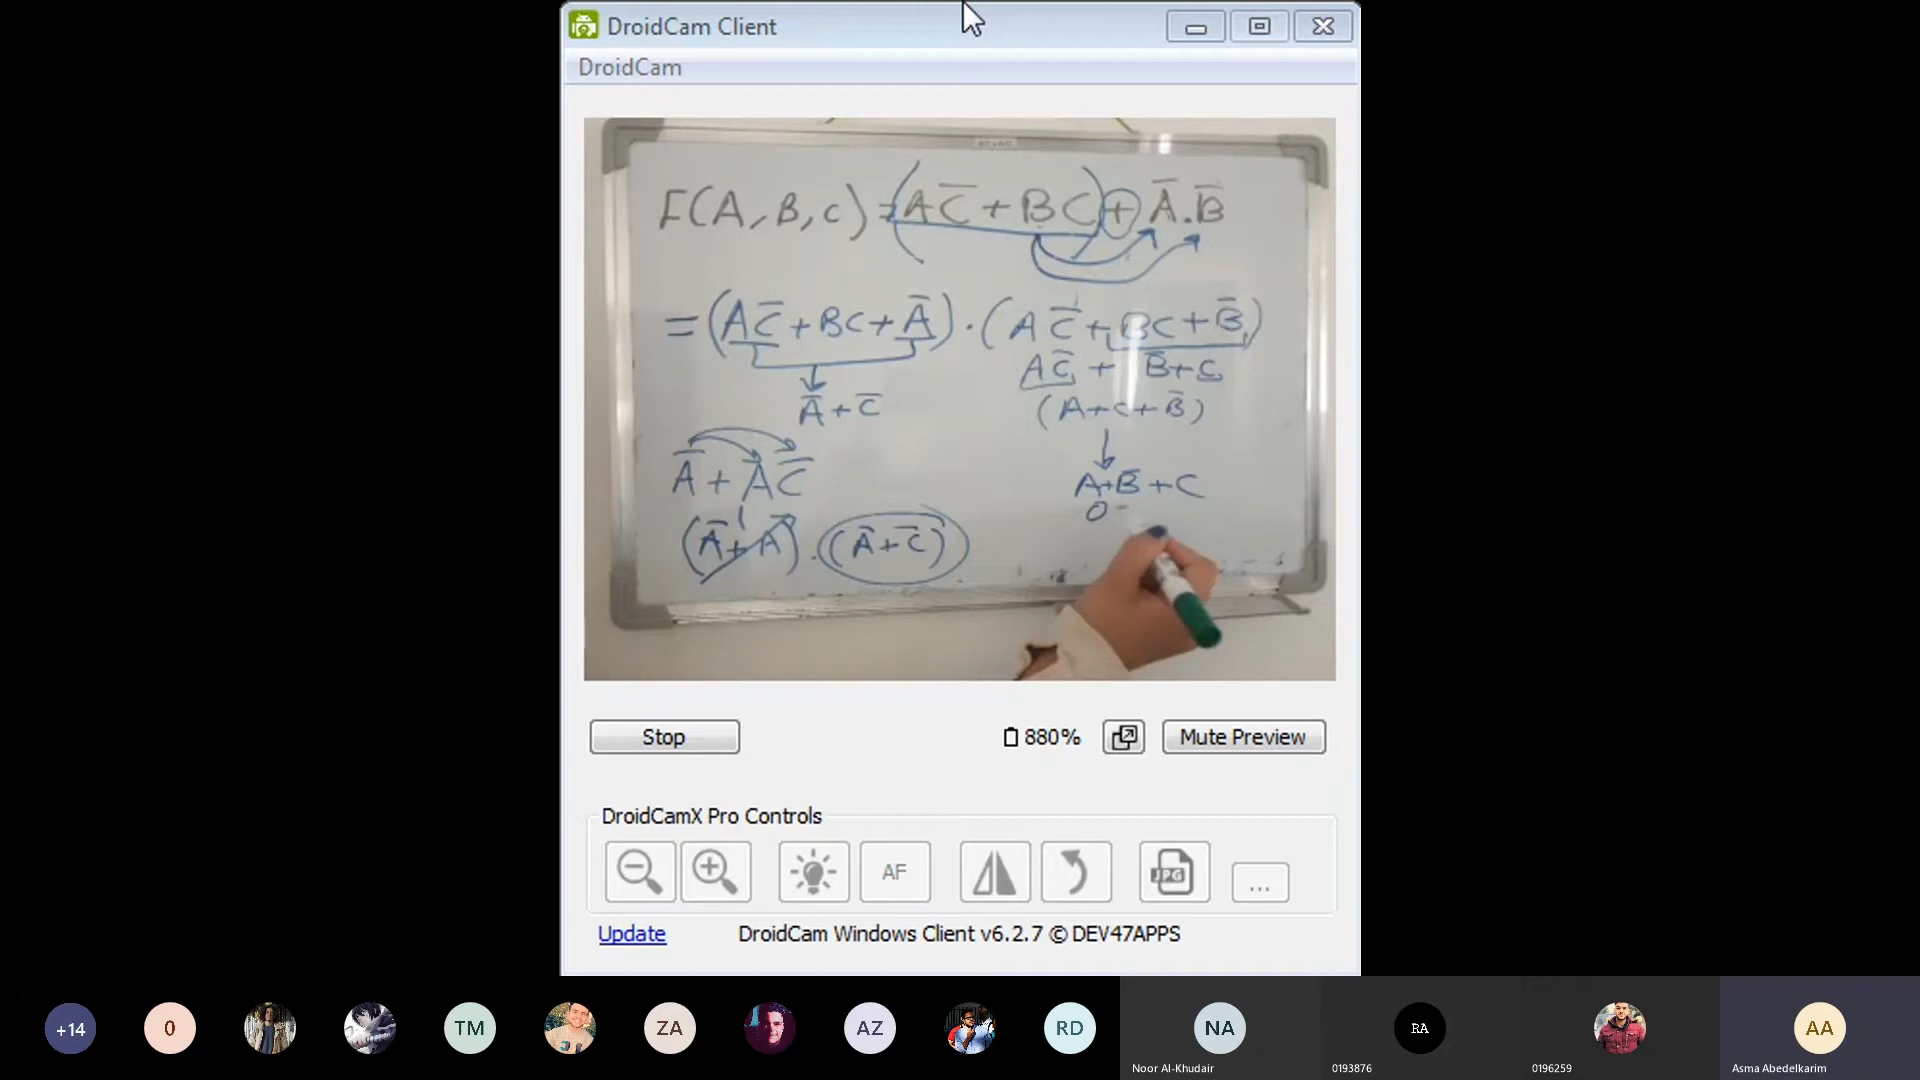 DroidCam Client
DroidCam
F(A, B, C) = (AC̅ + BC) + A̅.B̅
= (AC̅ + BC + A̅) . (AC̅ + BC + B̅)
AC̅ + B̅ + C
A̅ + C̅
(A + C + B̅)
A̅ + AC̅
A + B̅ + C
(A̅ + A) . (A̅ + C̅)
0
Stop
880%
Mute Preview
DroidCamX Pro Controls
AF
JPG
...
Update
DroidCam Windows Client v6.2.7 © DEV47APPS
+14
0
TM
ZA
AZ
RD
NA
RA
AA
Noor Al-Khudair
0193876
0196259
Asma Abedelkarim